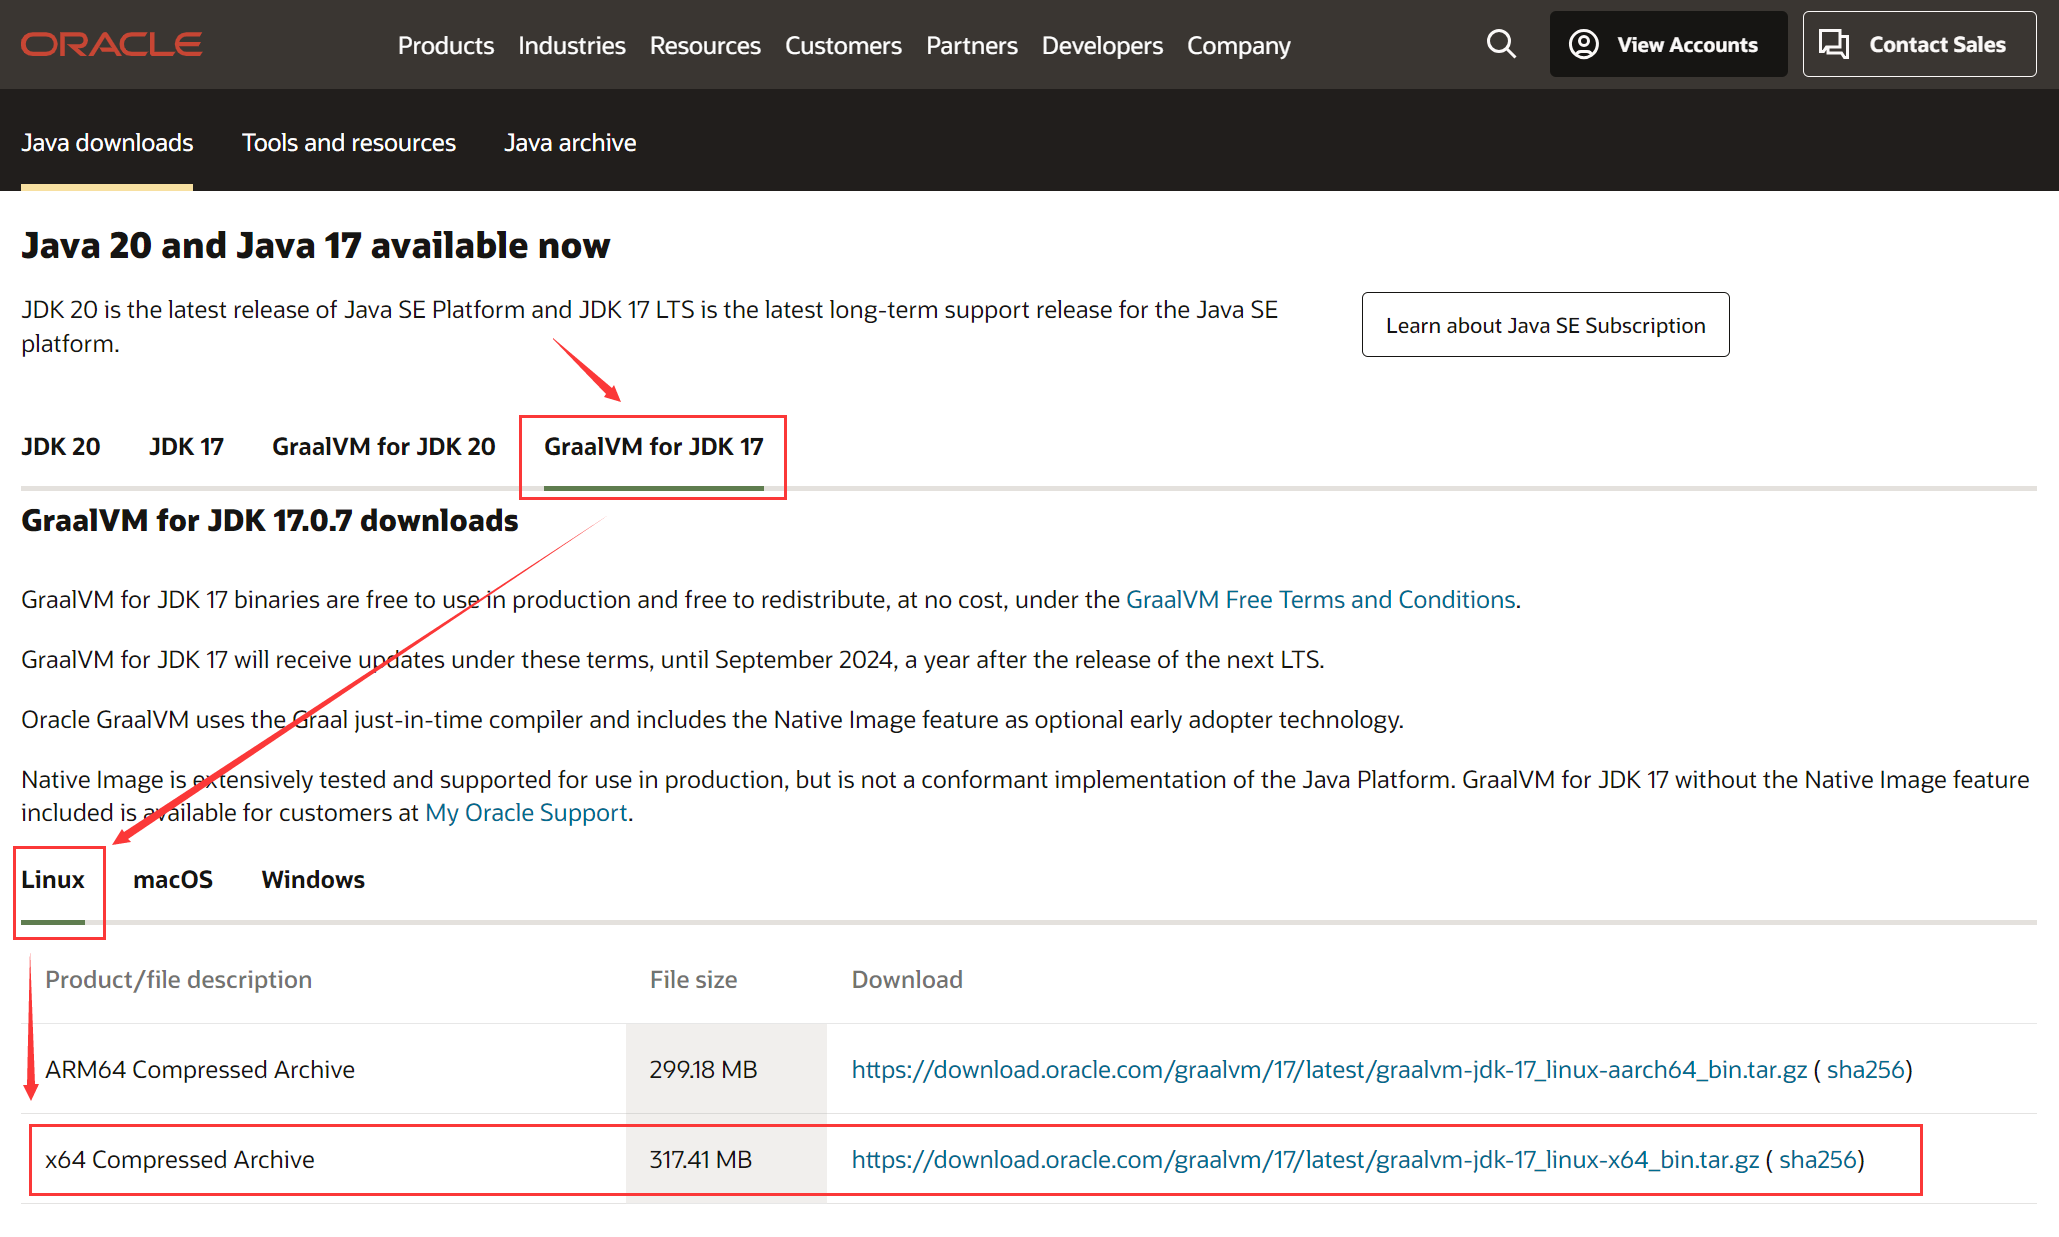 ORACLE
Products Industries Resources Customers Partners Developers Company
View Accounts
Contact Sales
Java downloads Tools and resources Java archive
Java 20 and Java 17 available now
JDK 20 is the latest release of Java SE Platform and JDK 17 LTS is the latest long-term support release for the Java SE
platform.
Learn about Java SE Subscription
JDK 20 JDK 17 GraalVM for JDK 20 GraalVM for JDK 17
GraalVM for JDK 17.0.7 downloads
GraalVM for JDK 17 binaries are free to use in production and free to redistribute, at no cost, under the GraalVM Free Terms and Conditions.
GraalVM for JDK 17 will receive updates under these terms, until September 2024, a year after the release of the next LTS.
Oracle GraalVM uses the Graal just-in-time compiler and includes the Native Image feature as optional early adopter technology.
Native Image is extensively tested and supported for use in production, but is not a conformant implementation of the Java Platform. GraalVM for JDK 17 without the Native Image feature
included is available for customers at My Oracle Support.
Linux macOS Windows
Product/file description File size Download
ARM64 Compressed Archive 299.18 MB https://download.oracle.com/graalvm/17/latest/graalvm-jdk-17_linux-aarch64_bin.tar.gz ( sha256)
x64 Compressed Archive 317.41 MB https://download.oracle.com/graalvm/17/latest/graalvm-jdk-17_linux-x64_bin.tar.gz ( sha256)